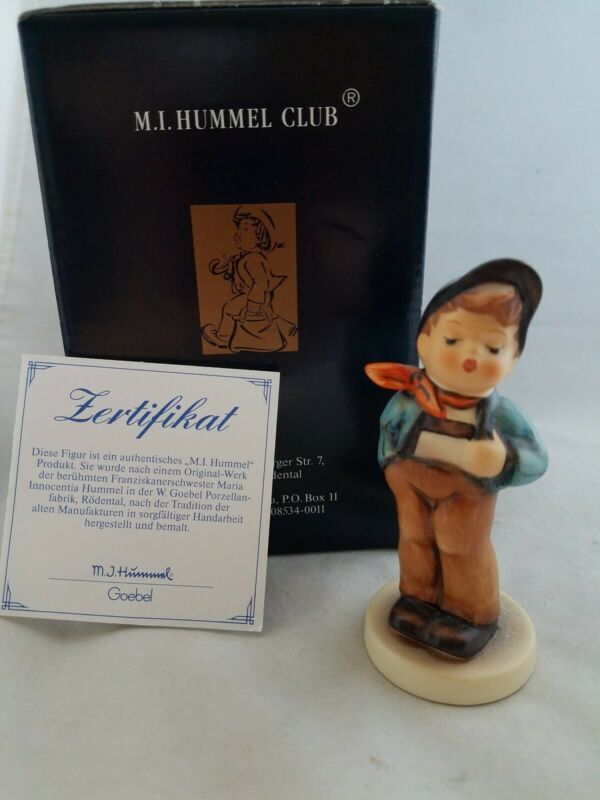 M.I. HUMMEL CLUB®
Zertifikat
Diese Figur ist ein authentisches „M.I. Hummel"
Produkt. Sie wurde nach einem Original-Werk
der berühmten Franziskanerschwester Maria
Innocentia Hummel in der W. Goebel Porzellan-
fabrik, Rödental, nach der Tradition der
alten Manufakturen in sorgfältiger Handarbeit
hergestellt und bemalt.
M.J.Hummel®
Goebel
Str. 7,
P.O. Box 11
08534-0011